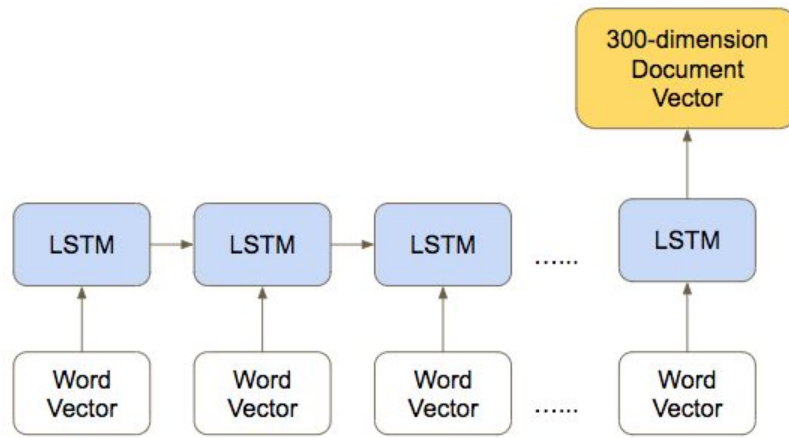 300-dimension
Document
Vector
LSTM
LSTM
LSTM
......
LSTM
Word
Vector
Word
Vector
Word
Vector
......
Word
Vector